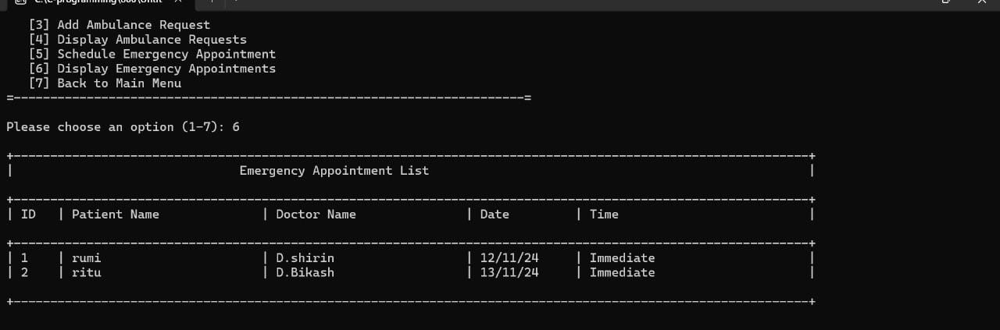 [3] Add Ambulance Request
[4] Display Ambulance Requests
[5] Schedule Emergency Appointment
[6] Display Emergency Appointments
[7] Back to Main Menu
Please choose an option (1-7): 6
Emergency Appointment List
| ID | Patient Name | Doctor Name | Date | Time |
| 1 | rumi | D.shirin | 12/11/24 | Immediate |
| 2 | ritu | D.Bikash | 13/11/24 | Immediate |